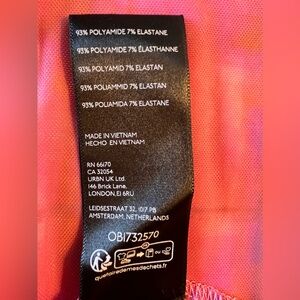 93% POLYAMIDE 7% ELASTANE
93% POLYAMIDE 7% ÉLASTHANNE
93% POLYAMID 7% ELASTAN
93% POLIAMMID 7% ELASTAN
93% POLIAMIDA 7% ELASTANE
MADE IN VIETNAM
HECHO EN VIETNAM
RN 66170
CA 32054
URBN UK Ltd.
146 Brick Lane,
LONDON, E1 6RU
LEIDSESTRAAT 32, 1017 PB
AMSTERDAM, NETHERLANDS
OB1732570
quefairedemesdechets.fr